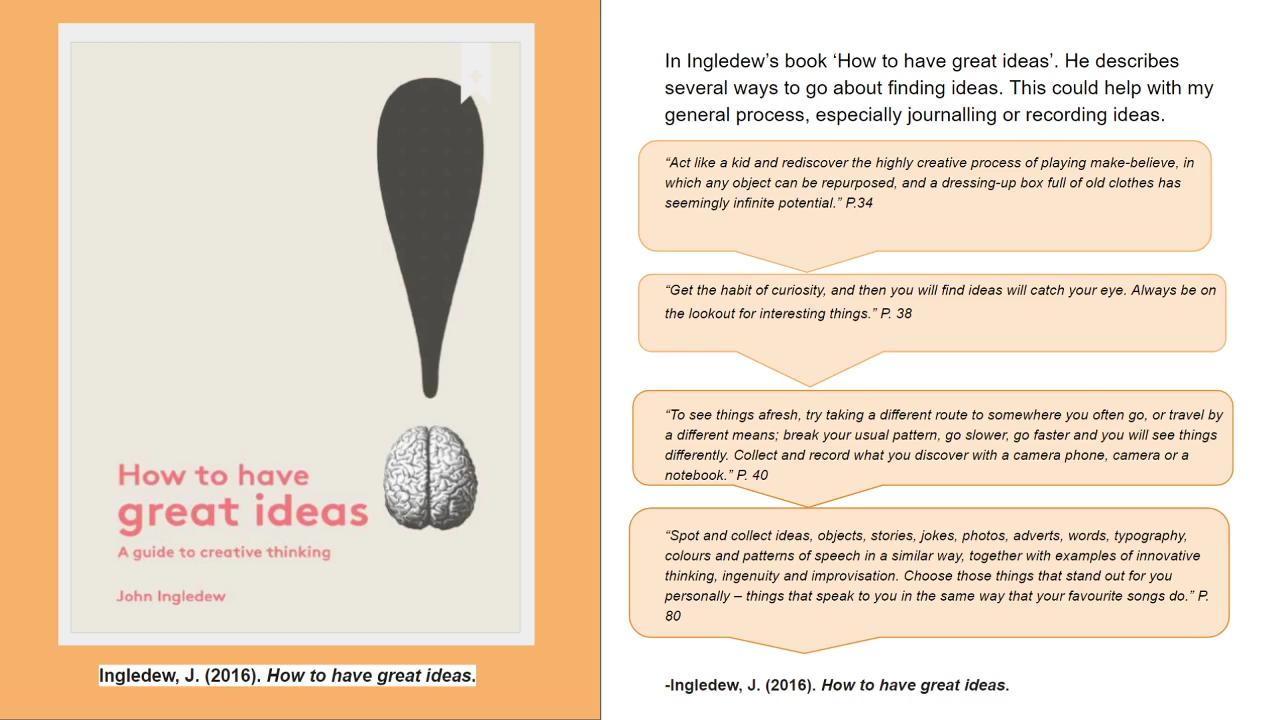 How to have
great ideas
A guide to creative thinking
John Ingledew
Ingledew, J. (2016). How to have great ideas.
In Ingledew’s book ‘How to have great ideas’. He describes
several ways to go about finding ideas. This could help with my
general process, especially journalling or recording ideas.
“Act like a kid and rediscover the highly creative process of playing make-believe, in
which any object can be repurposed, and a dressing-up box full of old clothes has
seemingly infinite potential.” P.34
“Get the habit of curiosity, and then you will find ideas will catch your eye. Always be on
the lookout for interesting things.” P. 38
“To see things afresh, try taking a different route to somewhere you often go, or travel by
a different means; break your usual pattern, go slower, go faster and you will see things
differently. Collect and record what you discover with a camera phone, camera or a
notebook.” P. 40
“Spot and collect ideas, objects, stories, jokes, photos, adverts, words, typography,
colours and patterns of speech in a similar way, together with examples of innovative
thinking, ingenuity and improvisation. Choose those things that stand out for you
personally – things that speak to you in the same way that your favourite songs do.” P.
80
-Ingledew, J. (2016). How to have great ideas.